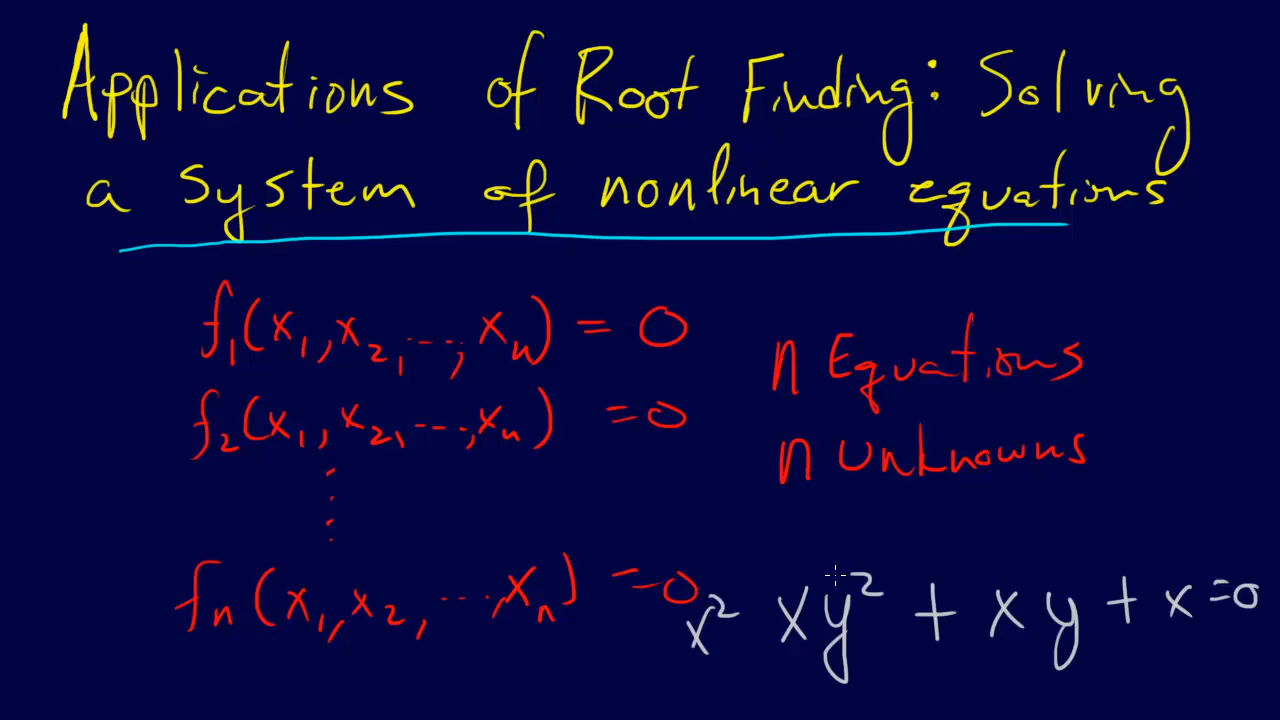 Applications of Root Finding: Solving
a system of nonlinear equations
f₁(x₁, x₂, ..., xₙ) = 0
n Equations
f₂(x₁, x₂, ..., xₙ) = 0
n Unknowns
⋮
fₙ(x₁, x₂, ..., xₙ) = 0
x² xy² + xy + x = 0